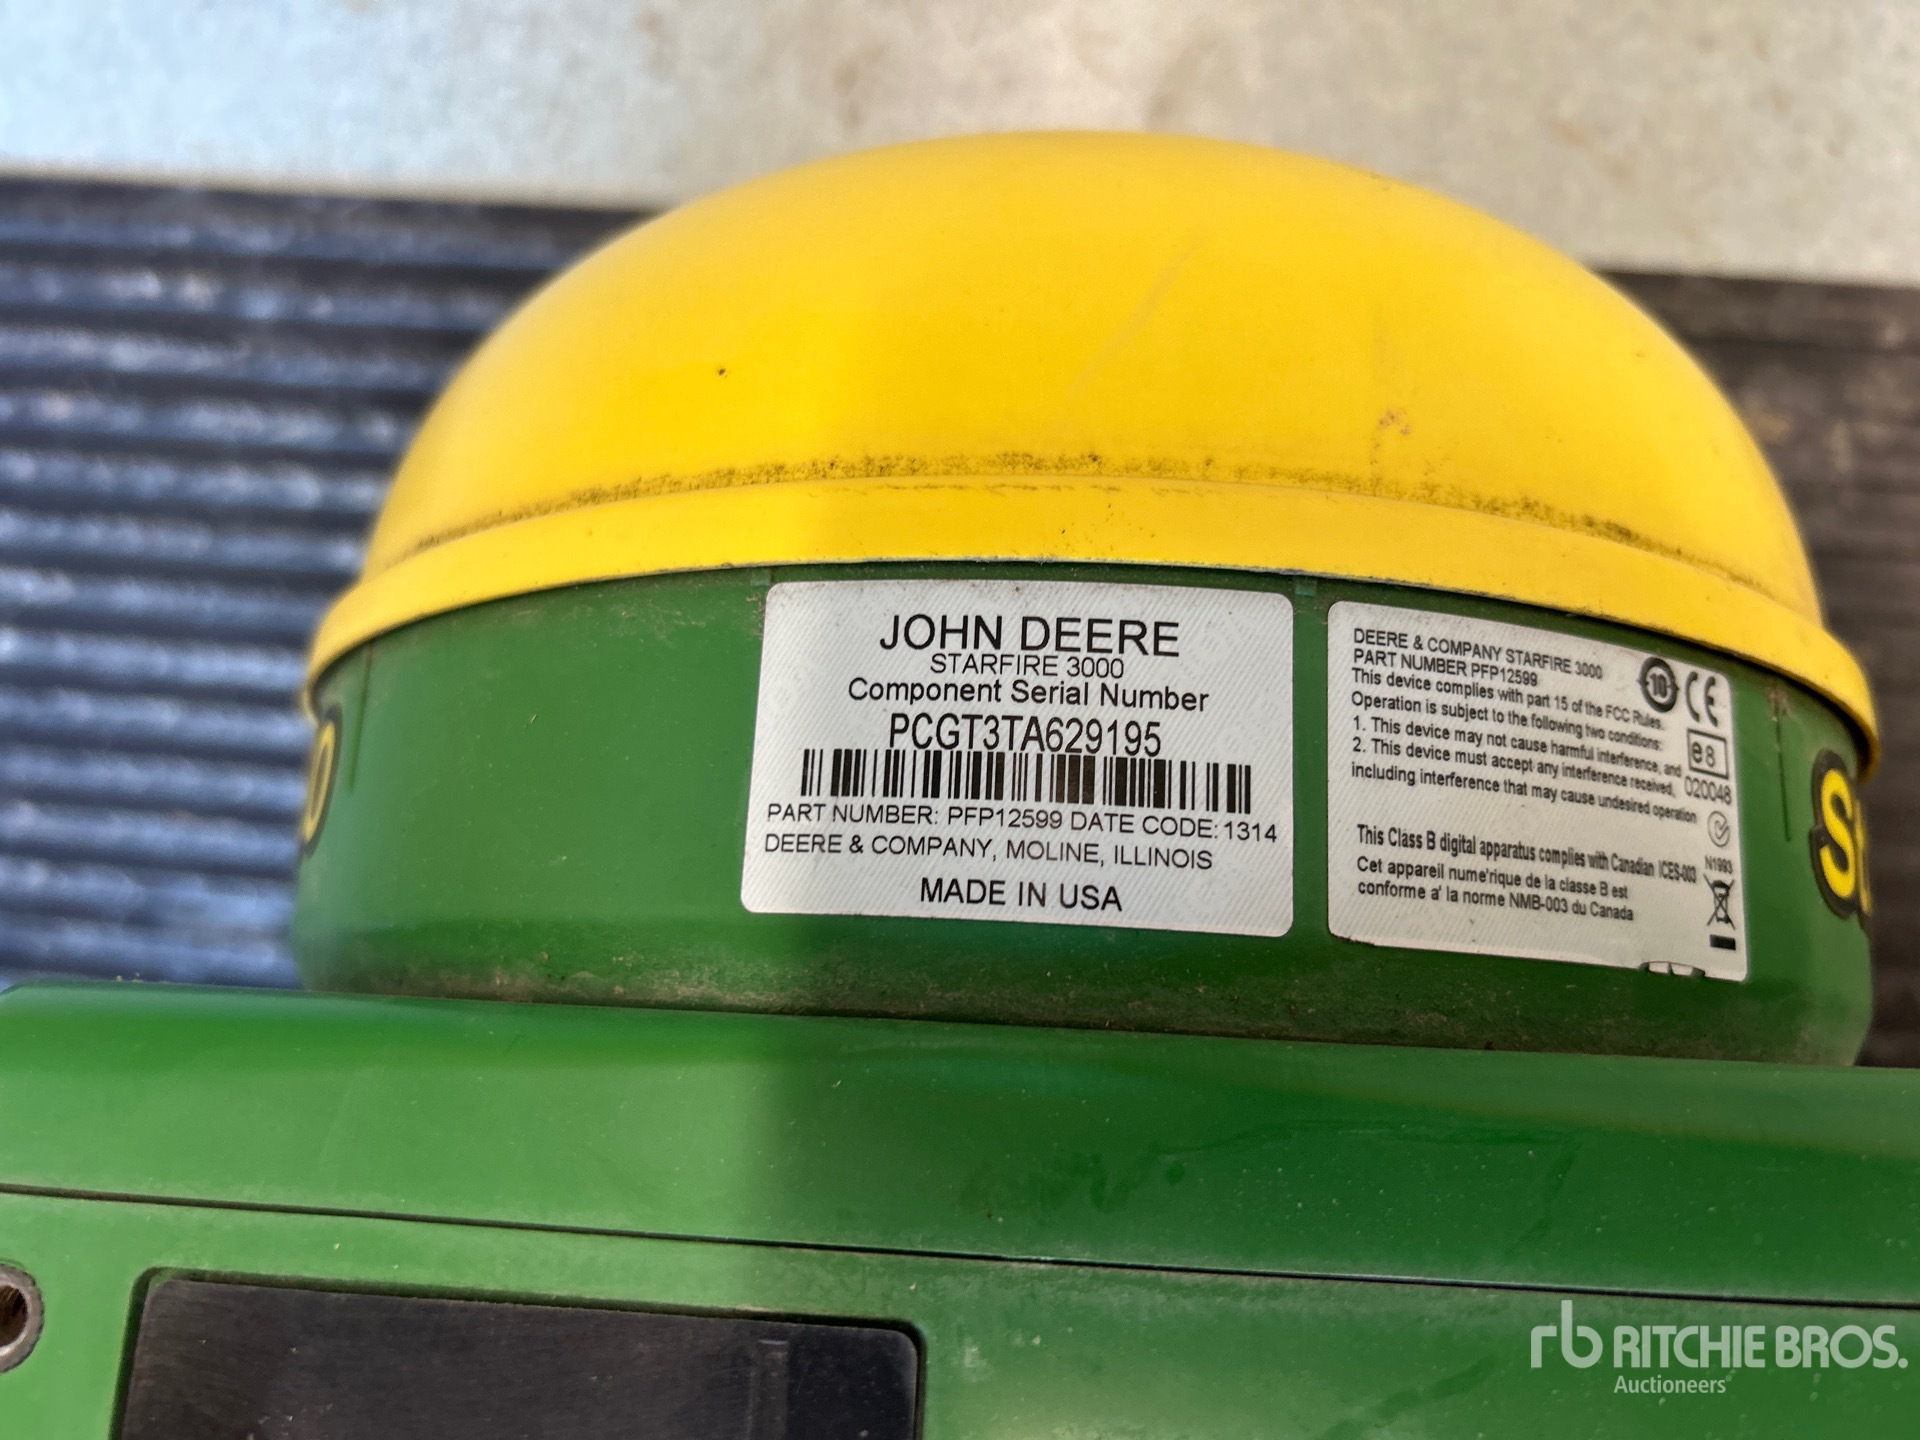 JOHN DEERE
STARFIRE 3000
Component Serial Number
PCGT3TA629195
PART NUMBER: PFP12599 DATE CODE: 1314
DEERE & COMPANY, MOLINE, ILLINOIS
MADE IN USA
DEERE & COMPANY STARFIRE 3000
PART NUMBER PFP12599
This device complies with part 15 of the FCC Rules.
Operation is subject to the following two conditions:
1. This device may not cause harmful interference, and
2. This device must accept any interference received,
including interference that may cause undesired operation
10
CE
e8
020048
N1993
This Class B digital apparatus complies with Canadian ICES-003
Cet appareil nume'rique de la classe B est
conforme a' la norme NMB-003 du Canada
rb RITCHIE BROS.
Auctioneers